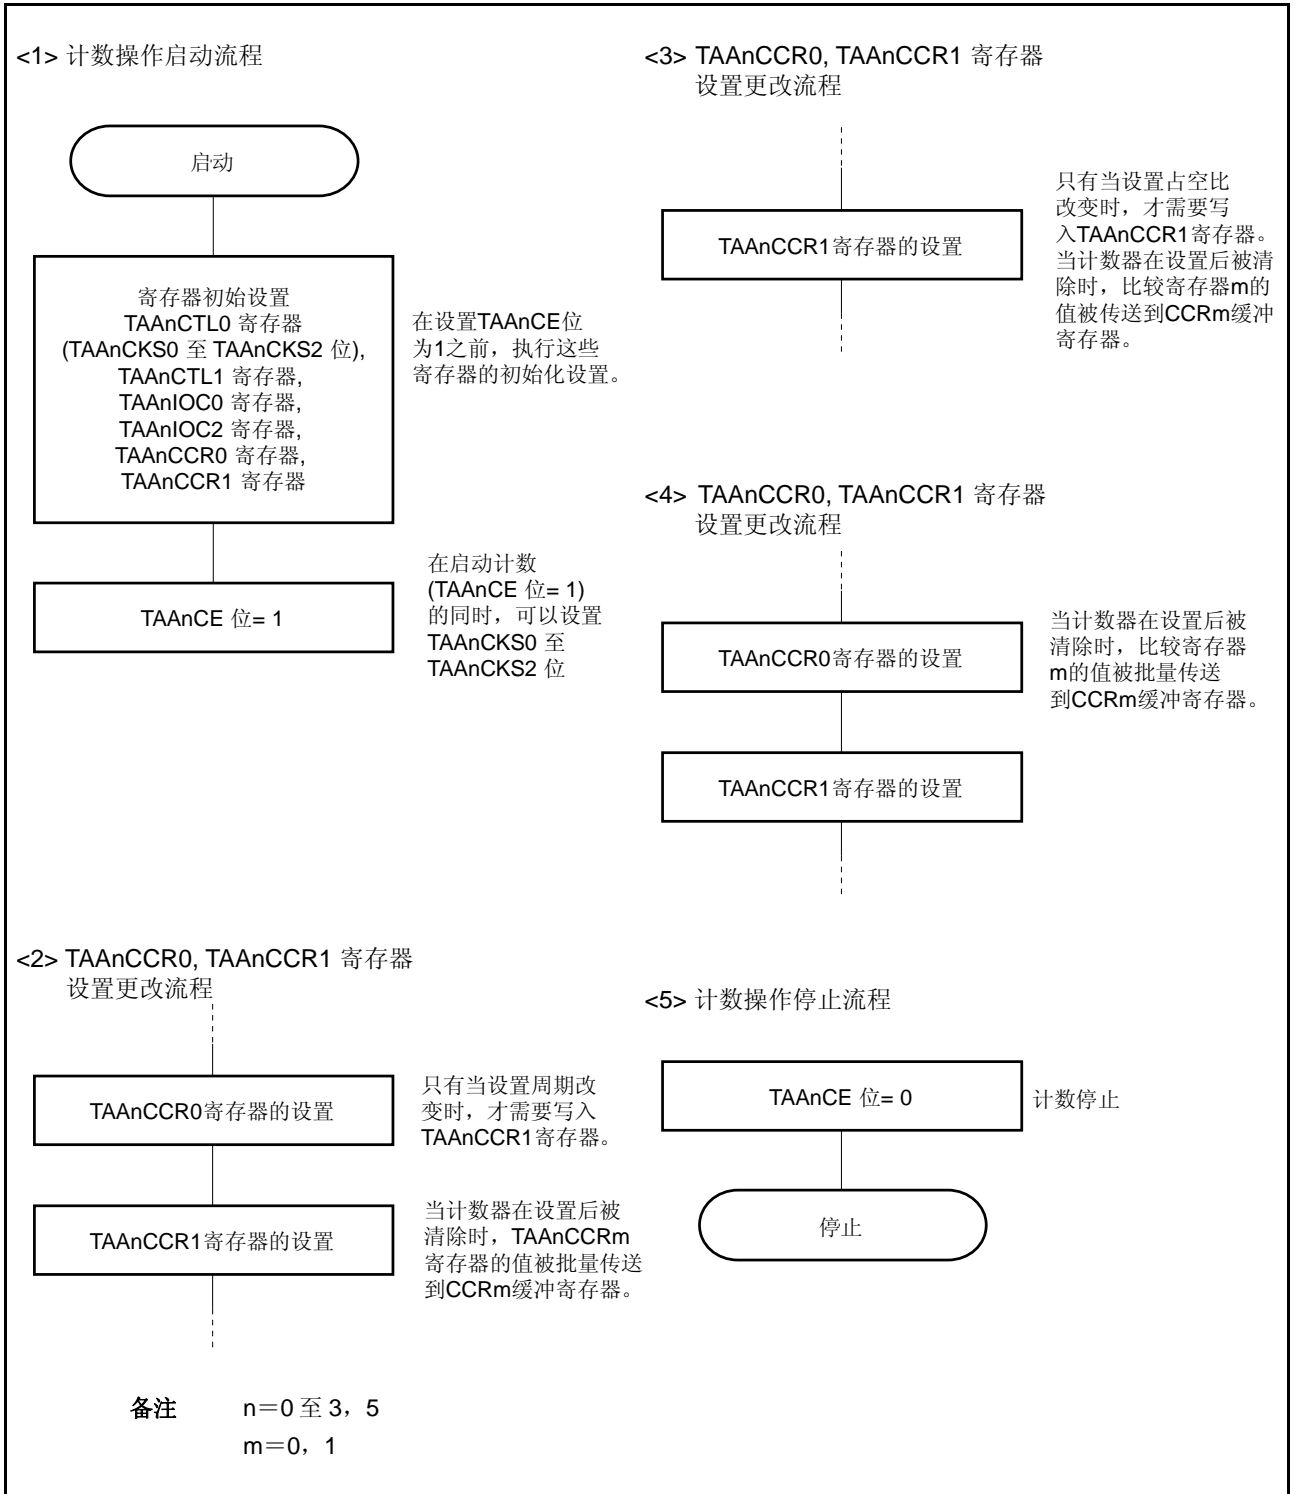 <1> 计数操作启动流程
启动
寄存器初始设置
TAAnCTL0 寄存器
(TAAnCKS0 至 TAAnCKS2 位),
TAAnCTL1 寄存器,
TAAnIOC0 寄存器,
TAAnIOC2 寄存器,
TAAnCCR0 寄存器,
TAAnCCR1 寄存器
在设置TAAnCE位
为1之前，执行这些
寄存器的初始化设置。
TAAnCE 位= 1
在启动计数
(TAAnCE 位= 1)
的同时，可以设置
TAAnCKS0 至
TAAnCKS2 位
<2> TAAnCCR0, TAAnCCR1 寄存器
设置更改流程
TAAnCCR0寄存器的设置
只有当设置周期改
变时，才需要写入
TAAnCCR1寄存器。
TAAnCCR1寄存器的设置
当计数器在设置后被
清除时，TAAnCCRm
寄存器的值被批量传送
到CCRm缓冲寄存器。
<3> TAAnCCR0, TAAnCCR1 寄存器
设置更改流程
TAAnCCR1寄存器的设置
只有当设置占空比
改变时，才需要写
入TAAnCCR1寄存器。
当计数器在设置后被清
除时，比较寄存器m的
值被传送到CCRm缓冲
寄存器。
<4> TAAnCCR0, TAAnCCR1 寄存器
设置更改流程
TAAnCCR0寄存器的设置
当计数器在设置后被
清除时，比较寄存器
m的值被批量传送
到CCRm缓冲寄存器。
TAAnCCR1寄存器的设置
<5> 计数操作停止流程
TAAnCE 位= 0
计数停止
停止
备注 n＝0 至 3，5
m＝0，1